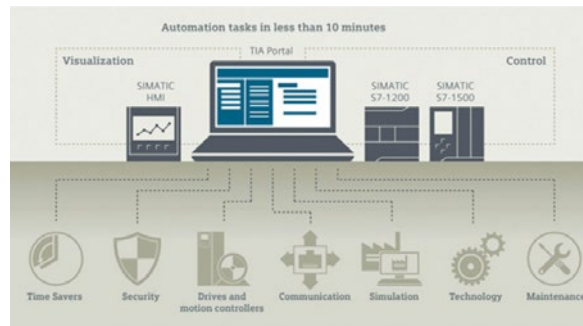 Automation tasks in less than 10 minutes
TIA Portal
Visualization
Control
SIMATIC
HMI
SIMATIC
S7-1200
SIMATIC
S7-1500
Time Savers
Security
Drives and
motion controllers
Communication
Simulation
Technology
Maintenance